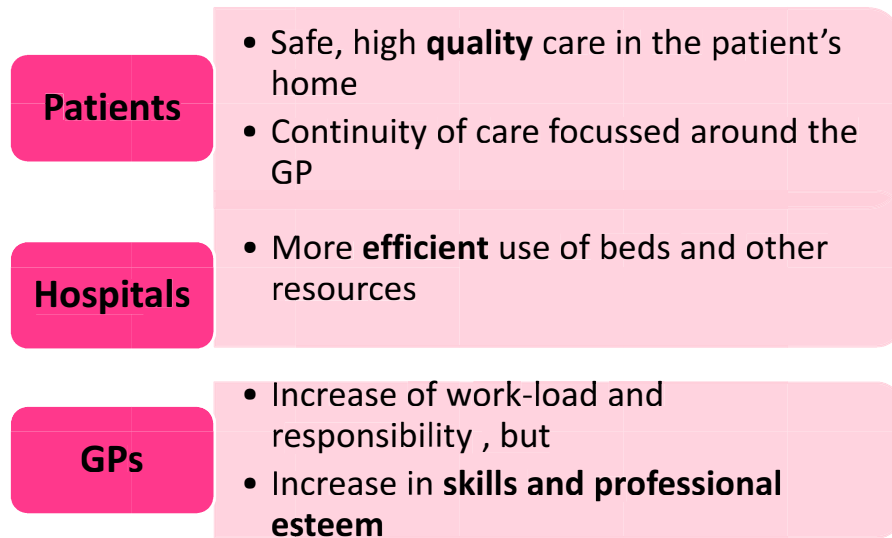 Patients
• Safe, high quality care in the patient’s
home
• Continuity of care focussed around the
GP
Hospitals
• More efficient use of beds and other
resources
GPs
• Increase of work-load and
responsibility , but
• Increase in skills and professional
esteem